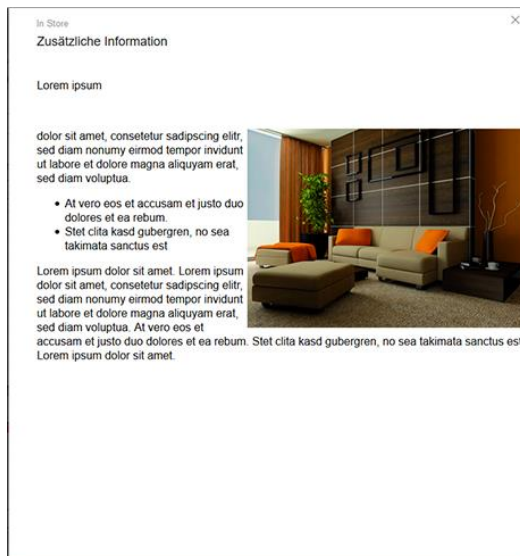 In Store
Zusätzliche Information
Lorem ipsum
dolor sit amet, consetetur sadipscing elitr,
sed diam nonumy eirmod tempor invidunt
ut labore et dolore magna aliquyam erat,
sed diam voluptua.
• At vero eos et accusam et justo duo
dolores et ea rebum.
• Stet clita kasd gubergren, no sea
takimata sanctus est
Lorem ipsum dolor sit amet. Lorem ipsum
dolor sit amet, consetetur sadipscing elitr,
sed diam nonumy eirmod tempor invidunt
ut labore et dolore magna aliquyam erat,
sed diam voluptua. At vero eos et
accusam et justo duo dolores et ea rebum. Stet clita kasd gubergren, no sea takimata sanctus est
Lorem ipsum dolor sit amet.